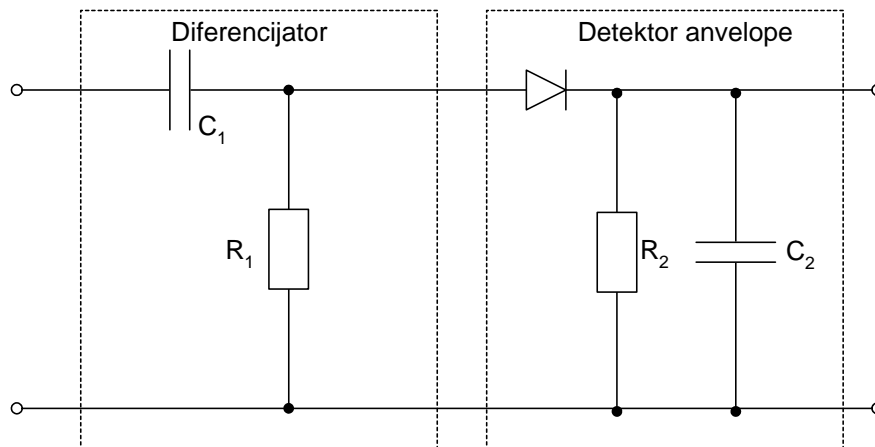 Diferencijator
Detektor anvelope
C₁
R₁
R₂
C₂